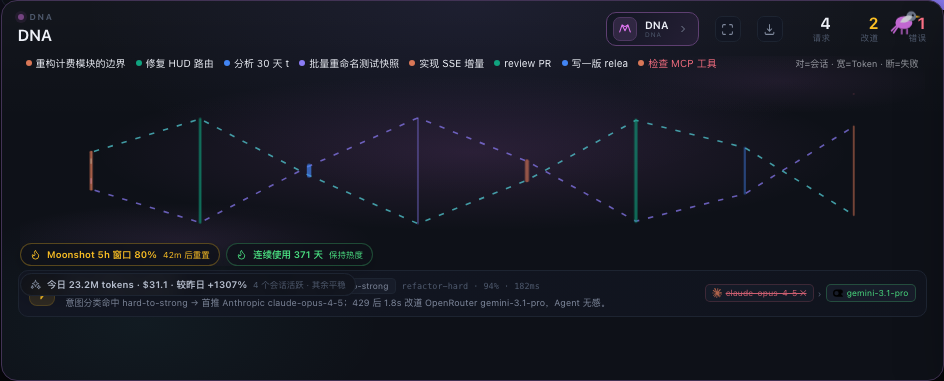 DNA
DNA
DNA
DNA
4
请求
2
改道
1
错误
重构计费模块的边界
修复 HUD 路由
分析 30 天 t
批量重命名测试快照
实现 SSE 增量
review PR
写一版 relea
检查 MCP 工具
对=会话 · 宽=Token · 断=失败
Moonshot 5h 窗口 80% 42m 后重置
连续使用 371 天 保持热度
今日 23.2M tokens · $31.1 · 较昨日 +1307% 4 个会话活跃 · 其余平稳
o-strong refactor-hard · 94% · 182ms
意图分类命中 hard-to-strong → 首推 Anthropic claude-opus-4-5；429 后 1.8s 改道 OpenRouter gemini-3.1-pro，Agent 无感。
claude-opus-4-5 ✕ › gemini-3.1-pro